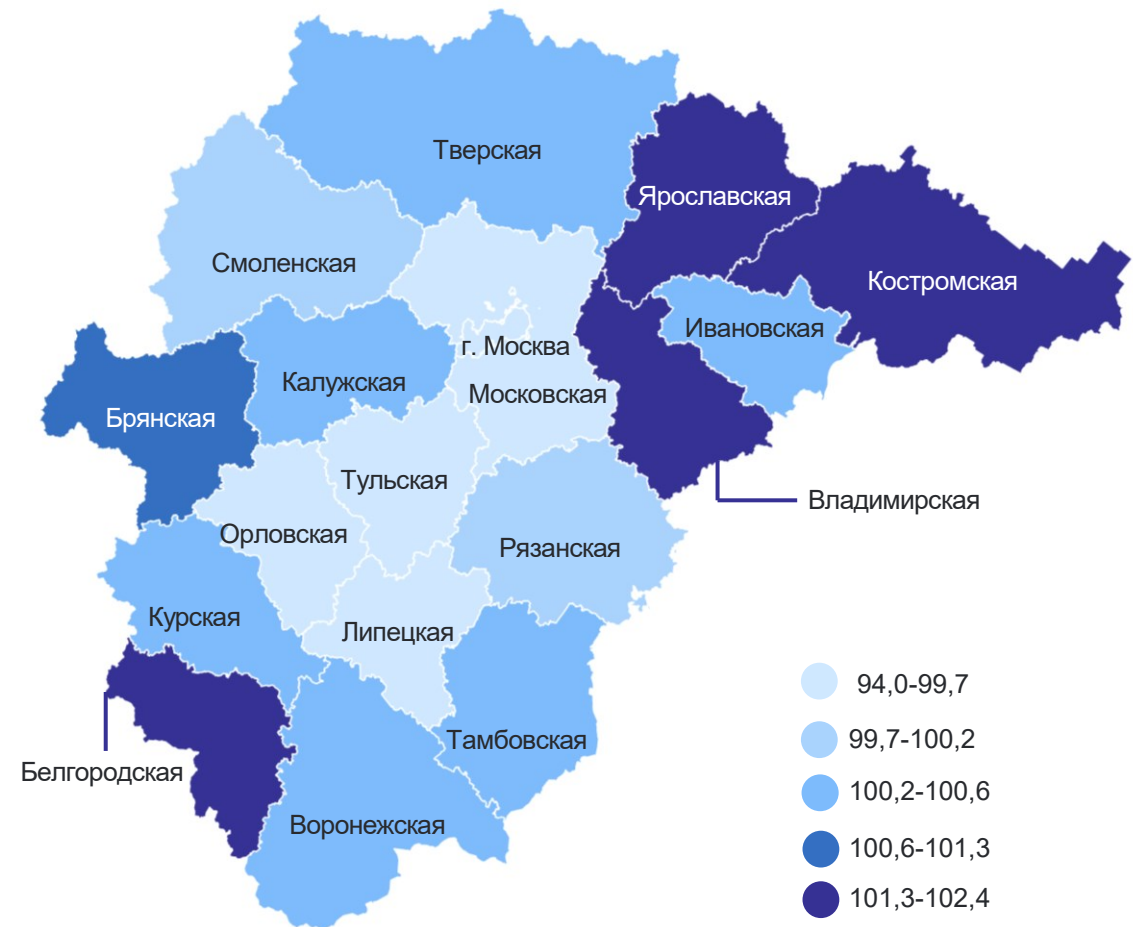 Тверская
Ярославская
Смоленская
Костромская
Ивановская
г. Москва
Калужская
Московская
Брянская
Тульская
Владимирская
Орловская
Рязанская
Курская
Липецкая
94,0-99,7
99,7-100,2
Тамбовская
Белгородская
100,2-100,6
Воронежская
100,6-101,3
101,3-102,4